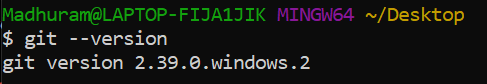 Madhuram@LAPTOP-FIJA1JIK MINGW64 ~/Desktop
$ git --version
git version 2.39.0.windows.2